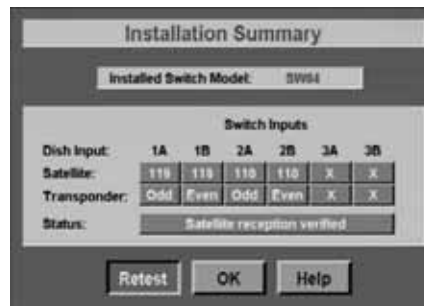 Installation Summary
Installed Switch Model: SW64
Switch Inputs
Dish Input: 1A 1B 2A 2B 3A 3B
Satellite: 119 119 110 110 X X
Transponder: Odd Even Odd Even X X
Status: Satellite reception verified
Retest OK Help